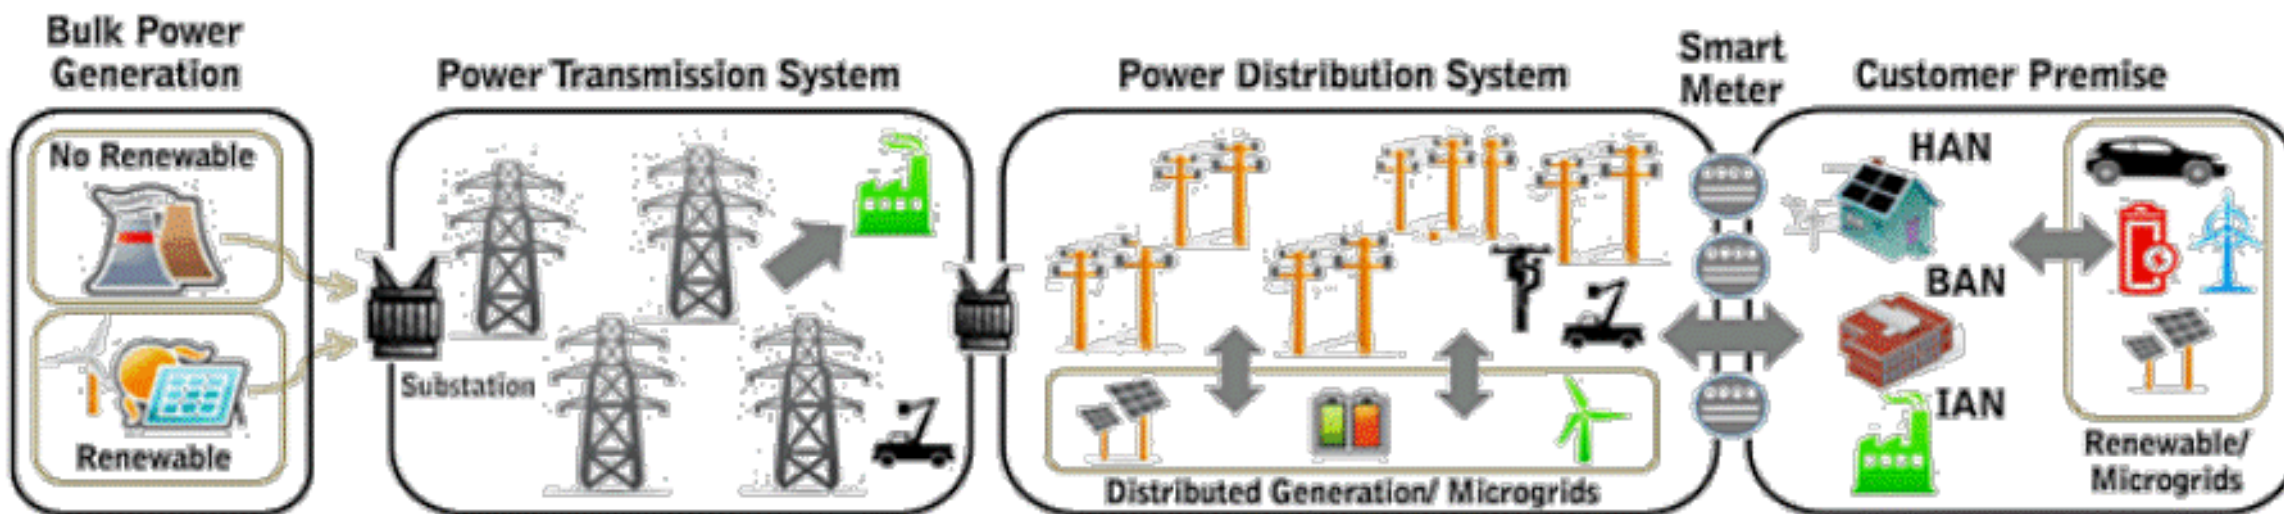 Bulk Power
Generation
No Renewable
Renewable
Power Transmission System
Substation
Power Distribution System
Distributed Generation/ Microgrids
Smart
Meter
Customer Premise
HAN
BAN
IAN
Renewable/
Microgrids